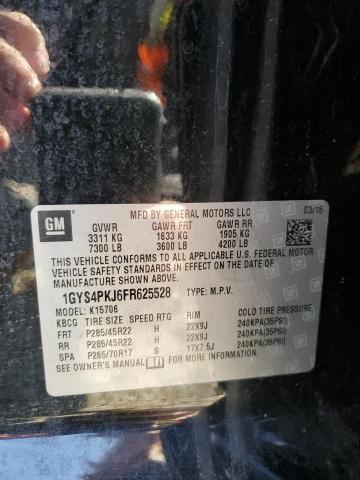 GM
MFD BY GENERAL MOTORS LLC 03/15
GVWR GAWR FRT GAWR RR
3311 KG 1633 KG 1905 KG
7300 LB 3600 LB 4200 LB
THIS VEHICLE CONFORMS TO ALL APPLICABLE U.S. FEDERAL MOTOR
VEHICLE SAFETY STANDARDS IN EFFECT ON THE DATE OF
MANUFACTURE SHOWN ABOVE.
1GYS4PKJ6FR625528 TYPE: M.P.V.
MODEL: K15706
KBCG TIRE SIZE SPEED RTG RIM COLD TIRE PRESSURE
FRT P285/45R22 H 22X9J 240KPA(35PSI)
RR P285/45R22 H 22X9J 240KPA(35PSI)
SPA P265/70R17 S 17X7.5J 240KPA(35PSI)
SEE OWNER'S MANUAL FOR MORE INFORMATION.